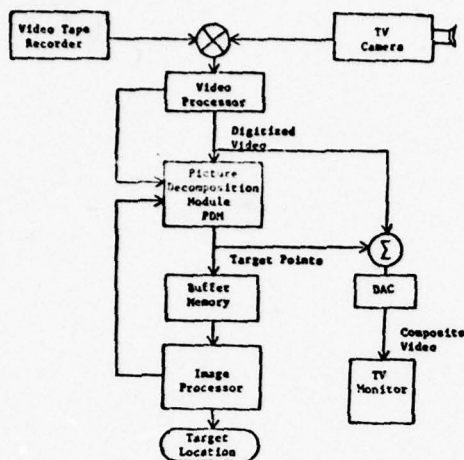 Video Tape
Recorder
TV
Camera
Video
Processor
Digitized
Video
Picture
Decomposition
Module
PDM
Target Points
Σ
Buffer
Memory
DAC
Composite
Video
Image
Processor
TV
Monitor
Target
Location